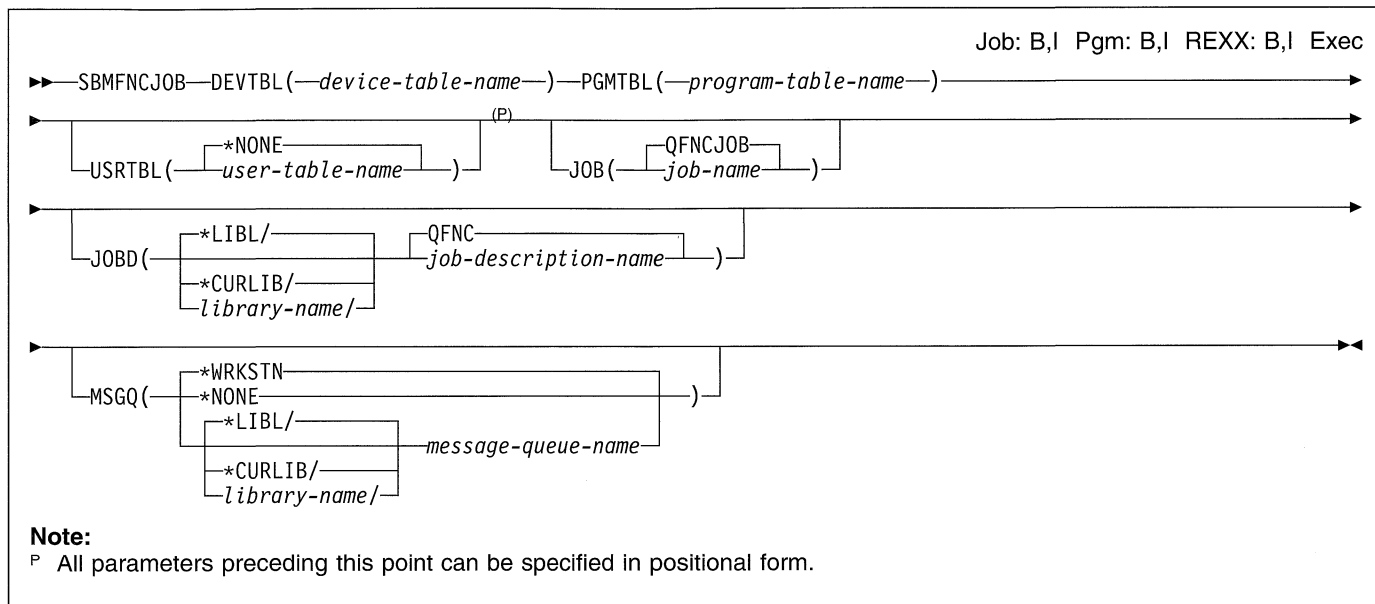 Job: B,I Pgm: B,I REXX: B,I Exec
SBMFNCJOB DEVTBL( device-table-name ) PGMTBL( program-table-name )
(P)
*NONE QFNCJOB
USRTBL( user-table-name ) JOB( job-name )
*LIBL/ QFNC
JOBD( job-description-name )
*CURLIB/
library-name/
*WRKSTN
MSGQ( *NONE )
*LIBL/
message-queue-name
*CURLIB/
library-name/
Note:
P All parameters preceding this point can be specified in positional form.